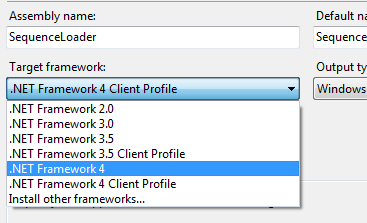 Assembly name:
Default na
SequenceLoader
Sequence
Target framework:
Output ty
.NET Framework 4 Client Profile
Windows
.NET Framework 2.0
.NET Framework 3.0
.NET Framework 3.5
.NET Framework 3.5 Client Profile
.NET Framework 4
.NET Framework 4 Client Profile
Install other frameworks...